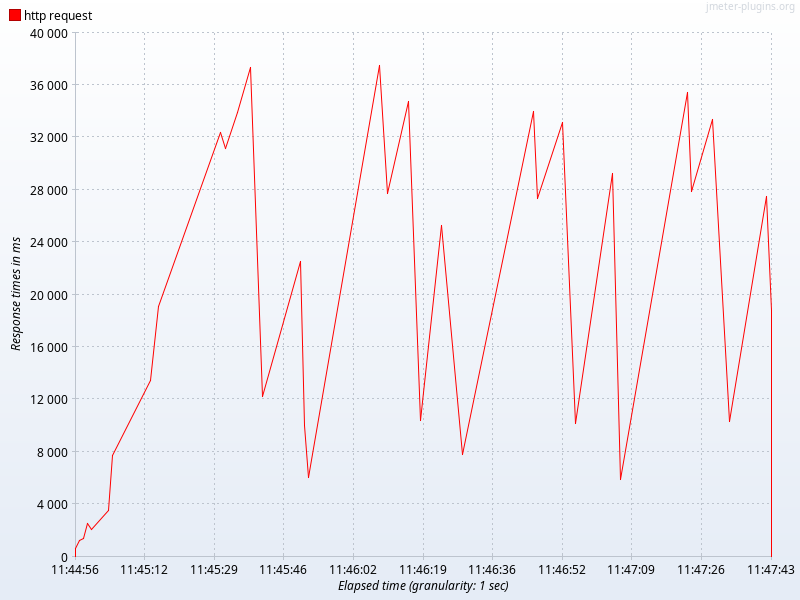 jmeter-plugins.org
http request
40 000
36 000
32 000
28 000
24 000
20 000
16 000
12 000
8 000
4 000
0
Response times in ms
11:44:56 11:45:12 11:45:29 11:45:46 11:46:02 11:46:19 11:46:36 11:46:52 11:47:09 11:47:26 11:47:43
Elapsed time (granularity: 1 sec)